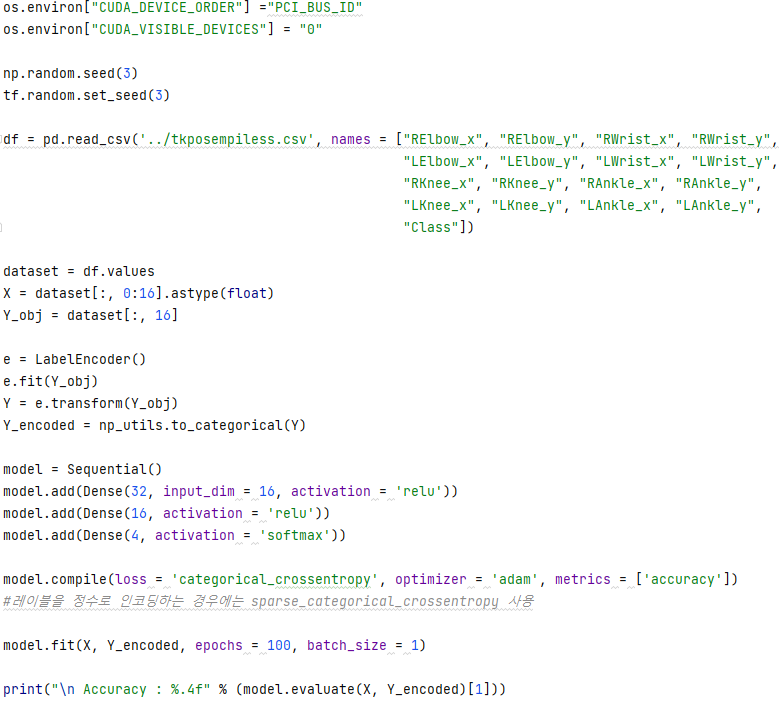 os.environ["CUDA_DEVICE_ORDER"] ="PCI_BUS_ID"
os.environ["CUDA_VISIBLE_DEVICES"] = "0"
np.random.seed(3)
tf.random.set_seed(3)
df = pd.read_csv('../tkposempiless.csv', names = ["RElbow_x", "RElbow_y", "RWrist_x", "RWrist_y",
"LElbow_x", "LElbow_y", "LWrist_x", "LWrist_y",
"RKnee_x", "RKnee_y", "RAnkle_x", "RAnkle_y",
"LKnee_x", "LKnee_y", "LAnkle_x", "LAnkle_y",
"Class"])
dataset = df.values
X = dataset[:, 0:16].astype(float)
Y_obj = dataset[:, 16]
e = LabelEncoder()
e.fit(Y_obj)
Y = e.transform(Y_obj)
Y_encoded = np_utils.to_categorical(Y)
model = Sequential()
model.add(Dense(32, input_dim = 16, activation = 'relu'))
model.add(Dense(16, activation = 'relu'))
model.add(Dense(4, activation = 'softmax'))
model.compile(loss = 'categorical_crossentropy', optimizer = 'adam', metrics = ['accuracy'])
#레이블을 정수로 인코딩하는 경우에는 sparse_categorical_crossentropy 사용
model.fit(X, Y_encoded, epochs = 100, batch_size = 1)
print("\n Accuracy : %.4f" % (model.evaluate(X, Y_encoded)[1]))